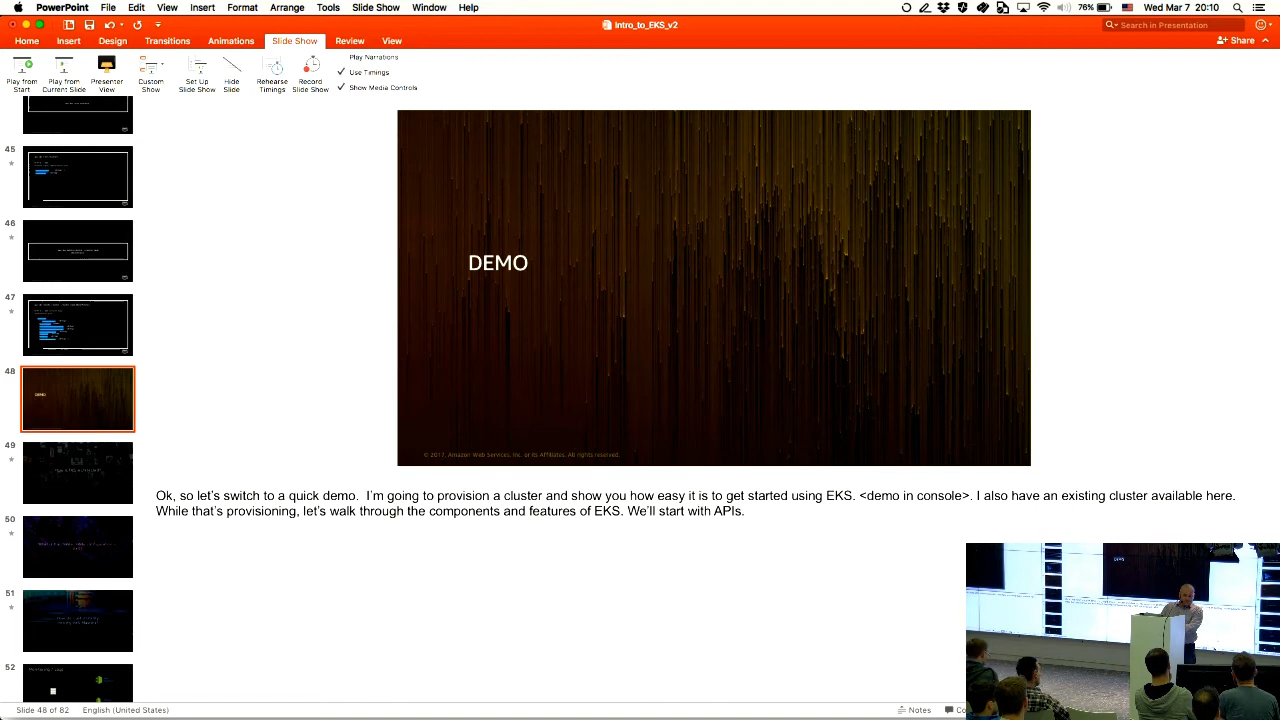 PowerPoint File Edit View Insert Format Arrange Tools Slide Show Window Help 76% Wed Mar 7 20:10
Intro_to_EKS_v2 Search in Presentation
Home Insert Design Transitions Animations Slide Show Review View Share
Play from Start
Play from Current Slide
Presenter View
Custom Show
Set Up Slide Show
Hide Slide
Rehearse Timings
Record Slide Show
Play Narrations
Use Timings
Show Media Controls
45
46
47
48
DEMO
49
50
51
52
DEMO
© 2017, Amazon Web Services, Inc. or its Affiliates. All rights reserved.
Ok, so let's switch to a quick demo. I'm going to provision a cluster and show you how easy it is to get started using EKS. <demo in console>. I also have an existing cluster available here.
While that's provisioning, let's walk through the components and features of EKS. We'll start with APIs.
DEMO
Slide 48 of 82 English (United States) Notes